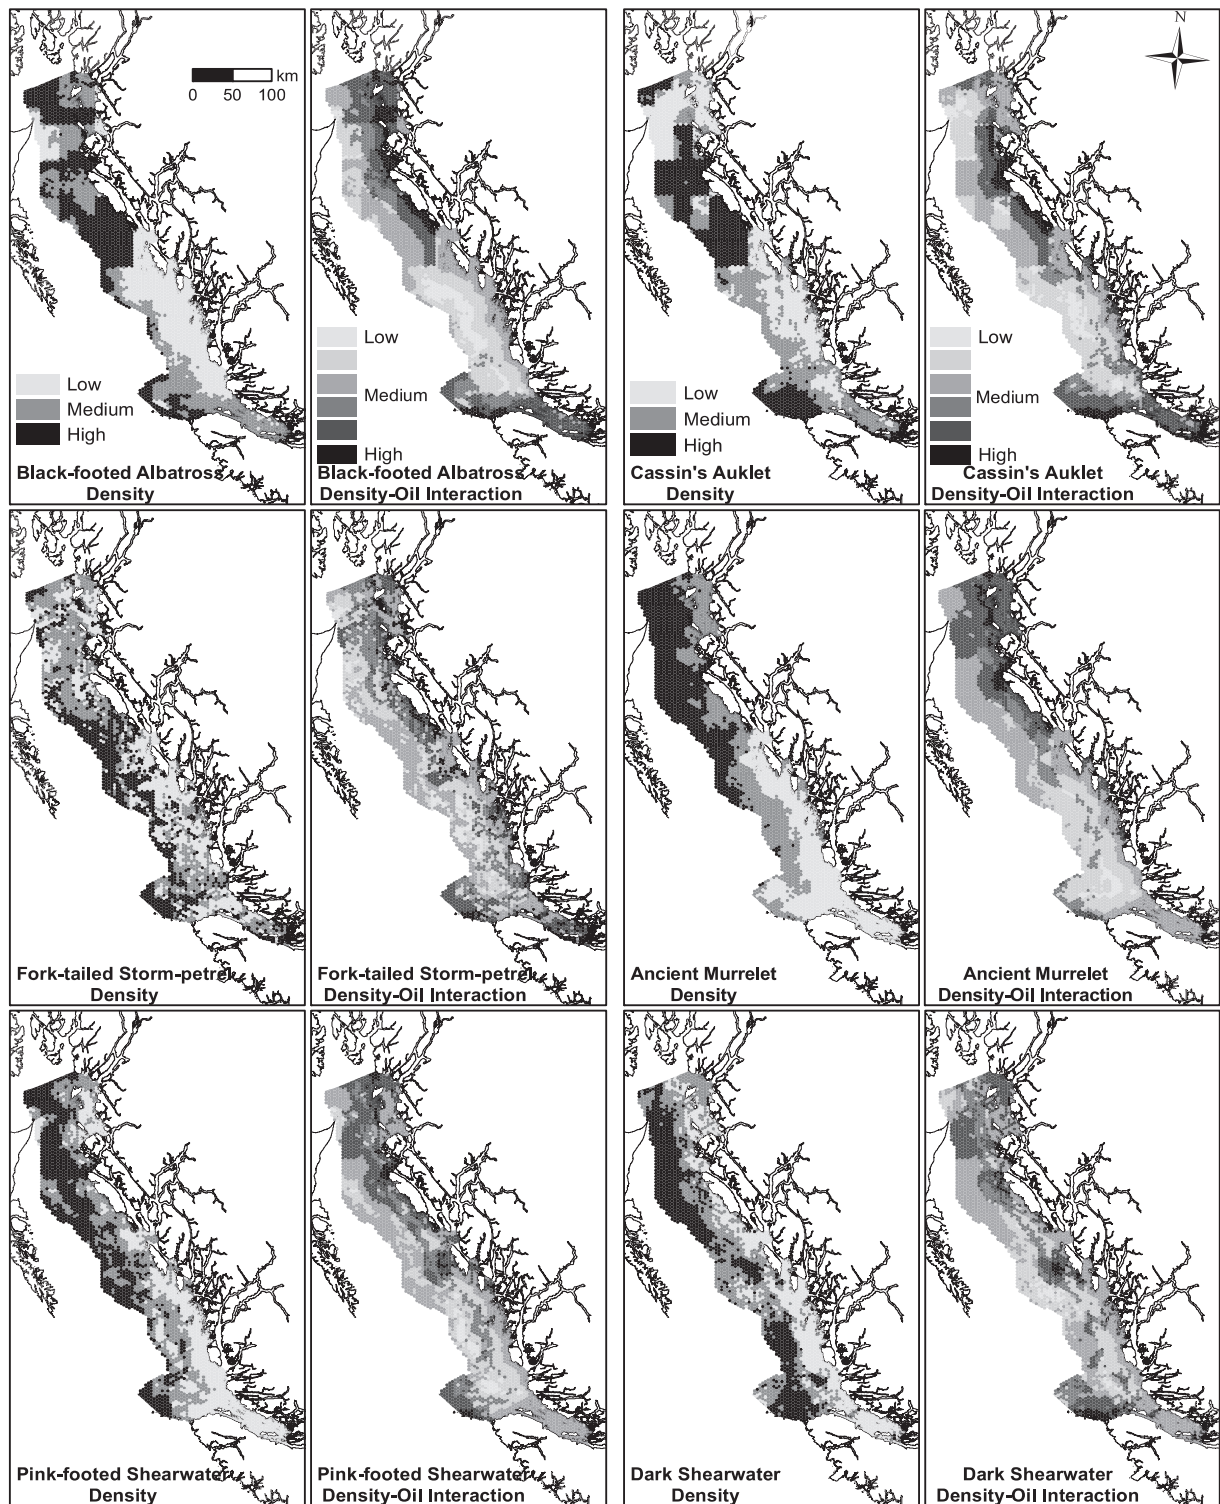 N
km
0 50 100
Low
Medium
High
Black-footed Albatross
Density
Low
Medium
High
Black-footed Albatross
Density-Oil Interaction
Low
Medium
High
Cassin's Auklet
Density
Low
Medium
High
Cassin's Auklet
Density-Oil Interaction
Fork-tailed Storm-petrel
Density
Fork-tailed Storm-petrel
Density-Oil Interaction
Ancient Murrelet
Density
Ancient Murrelet
Density-Oil Interaction
Pink-footed Shearwater
Density
Pink-footed Shearwater
Density-Oil Interaction
Dark Shearwater
Density
Dark Shearwater
Density-Oil Interaction